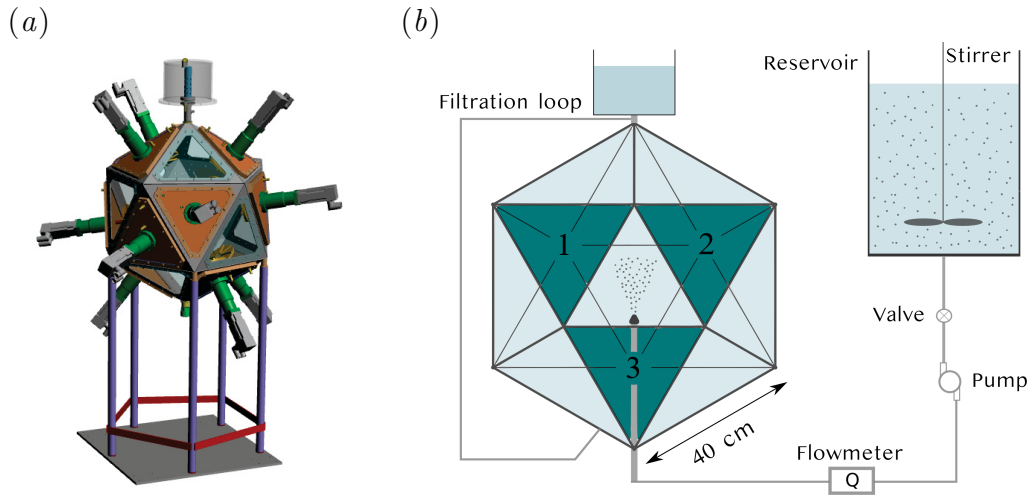 (a)
(b)
Reservoir
Stirrer
Filtration loop
1
2
3
Valve
Pump
40 cm
Flowmeter
Q